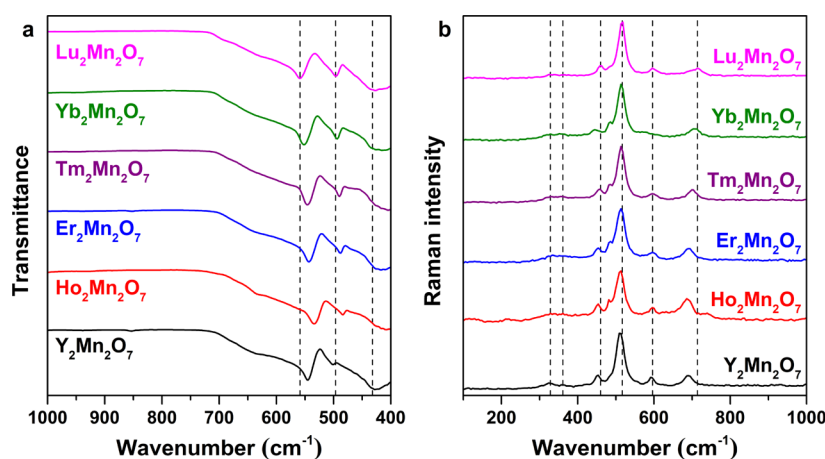 a
Lu₂Mn₂O₇
Yb₂Mn₂O₇
Tm₂Mn₂O₇
Er₂Mn₂O₇
Ho₂Mn₂O₇
Y₂Mn₂O₇
Transmittance
1000 900 800 700 600 500 400
Wavenumber (cm⁻¹)
b
Lu₂Mn₂O₇
Yb₂Mn₂O₇
Tm₂Mn₂O₇
Er₂Mn₂O₇
Ho₂Mn₂O₇
Y₂Mn₂O₇
Raman intensity
200 400 600 800 1000
Wavenumber (cm⁻¹)